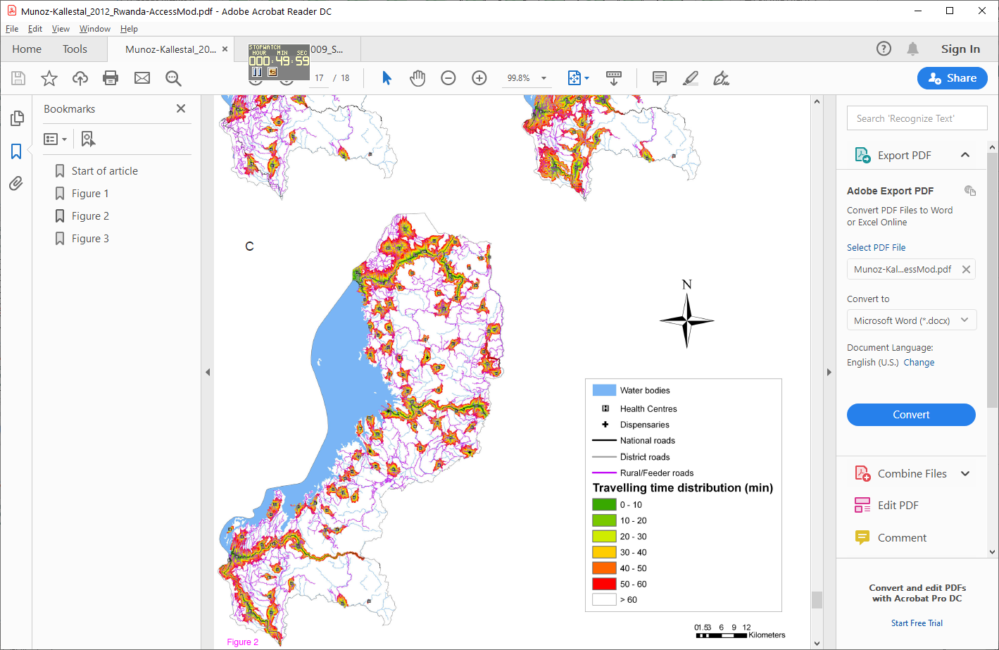 Munoz-Kallestal_2012_Rwanda-AccessMod.pdf - Adobe Acrobat Reader DC
File Edit View Window Help
Home Tools Munoz-Kallestal_20... × 009_S... Sign In
STOPWATCH
HOUR MIN SEC
000:49:59
17 / 18 99.8% Share
Bookmarks
Start of article
Figure 1
Figure 2
Figure 3
C
N
Water bodies
Health Centres
Dispensaries
National roads
District roads
Rural/Feeder roads
Travelling time distribution (min)
0 - 10
10 - 20
20 - 30
30 - 40
40 - 50
50 - 60
> 60
01.53 6 9 12
Kilometers
Figure 2
Search 'Recognize Text'
Export PDF
Adobe Export PDF
Convert PDF Files to Word
or Excel Online
Select PDF File
Munoz-Kal...essMod.pdf
Convert to
Microsoft Word (*.docx)
Document Language:
English (U.S.) Change
Convert
Combine Files
Edit PDF
Comment
Convert and edit PDFs
with Acrobat Pro DC
Start Free Trial